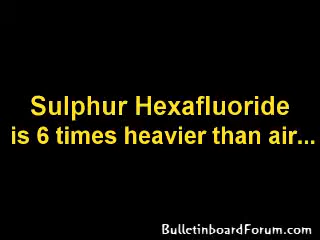 Sulphur Hexafluoride
is 6 times heavier than air...
BulletinboardForum.com